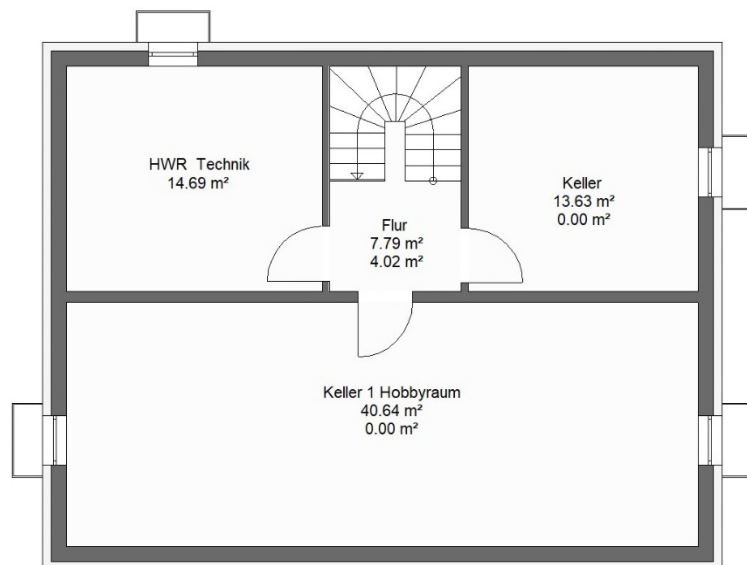 HWR Technik
14.69 m²
Flur
7.79 m²
4.02 m²
Keller
13.63 m²
0.00 m²
Keller 1 Hobbyraum
40.64 m²
0.00 m²